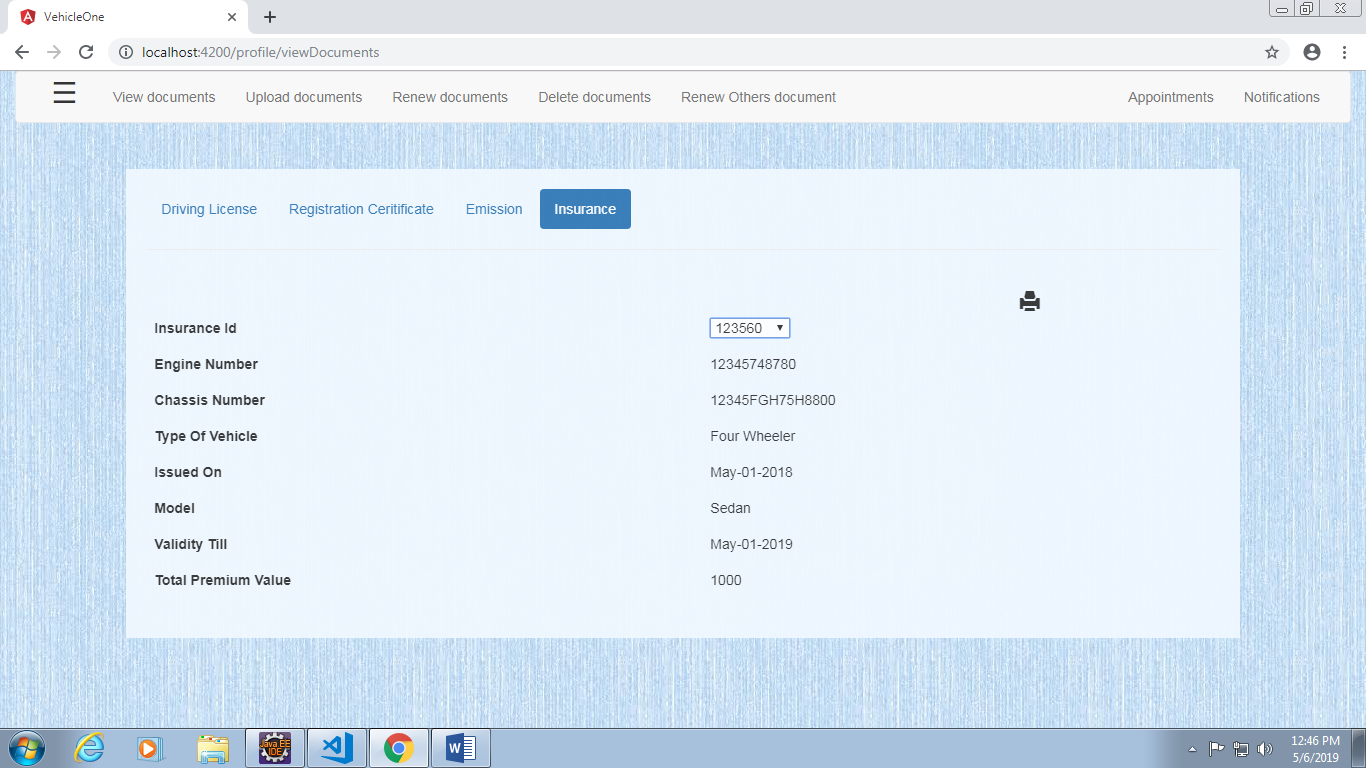 VehicleOne
localhost:4200/profile/viewDocuments
View documents Upload documents Renew documents Delete documents Renew Others document Appointments Notifications
Driving License Registration Ceritificate Emission Insurance
Insurance Id 123560
Engine Number 12345748780
Chassis Number 12345FGH75H8800
Type Of Vehicle Four Wheeler
Issued On May-01-2018
Model Sedan
Validity Till May-01-2019
Total Premium Value 1000
Java EE
IDE
W
12:46 PM
5/6/2019